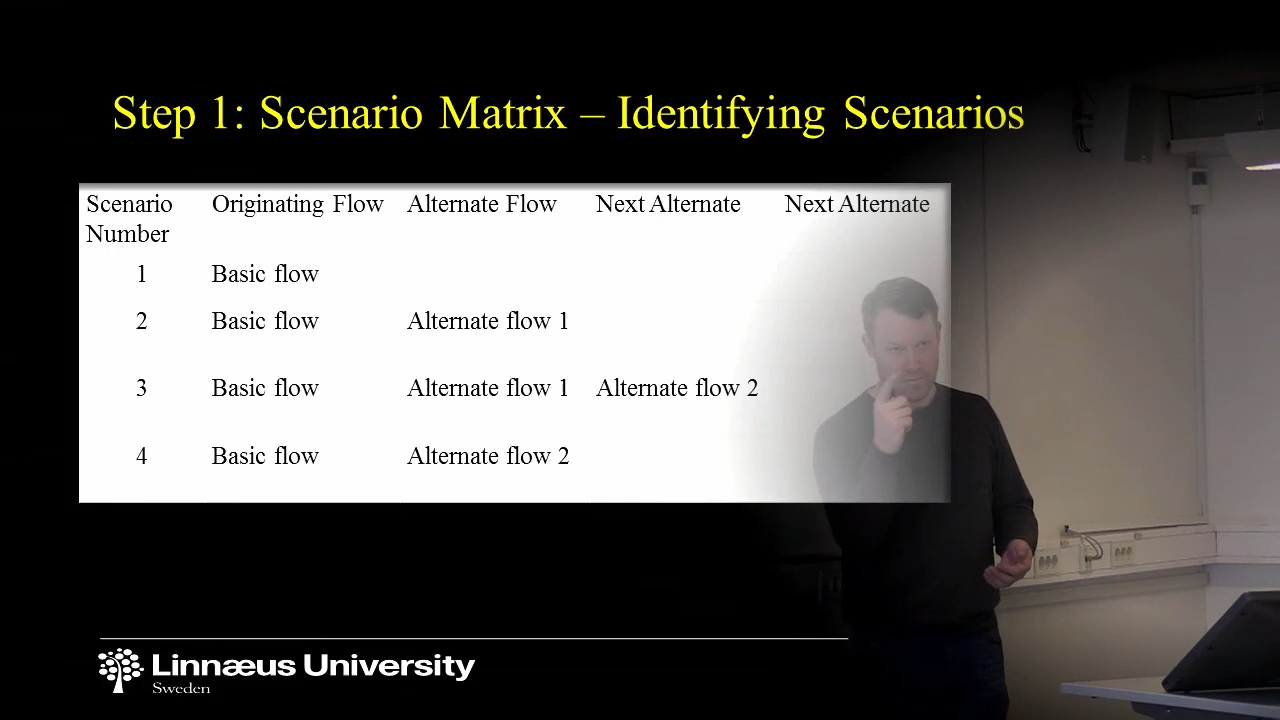 Step 1: Scenario Matrix – Identifying Scenarios
Scenario Number Originating Flow Alternate Flow Next Alternate Next Alternate
1 Basic flow
2 Basic flow Alternate flow 1
3 Basic flow Alternate flow 1 Alternate flow 2
4 Basic flow Alternate flow 2
Linnæus University
Sweden